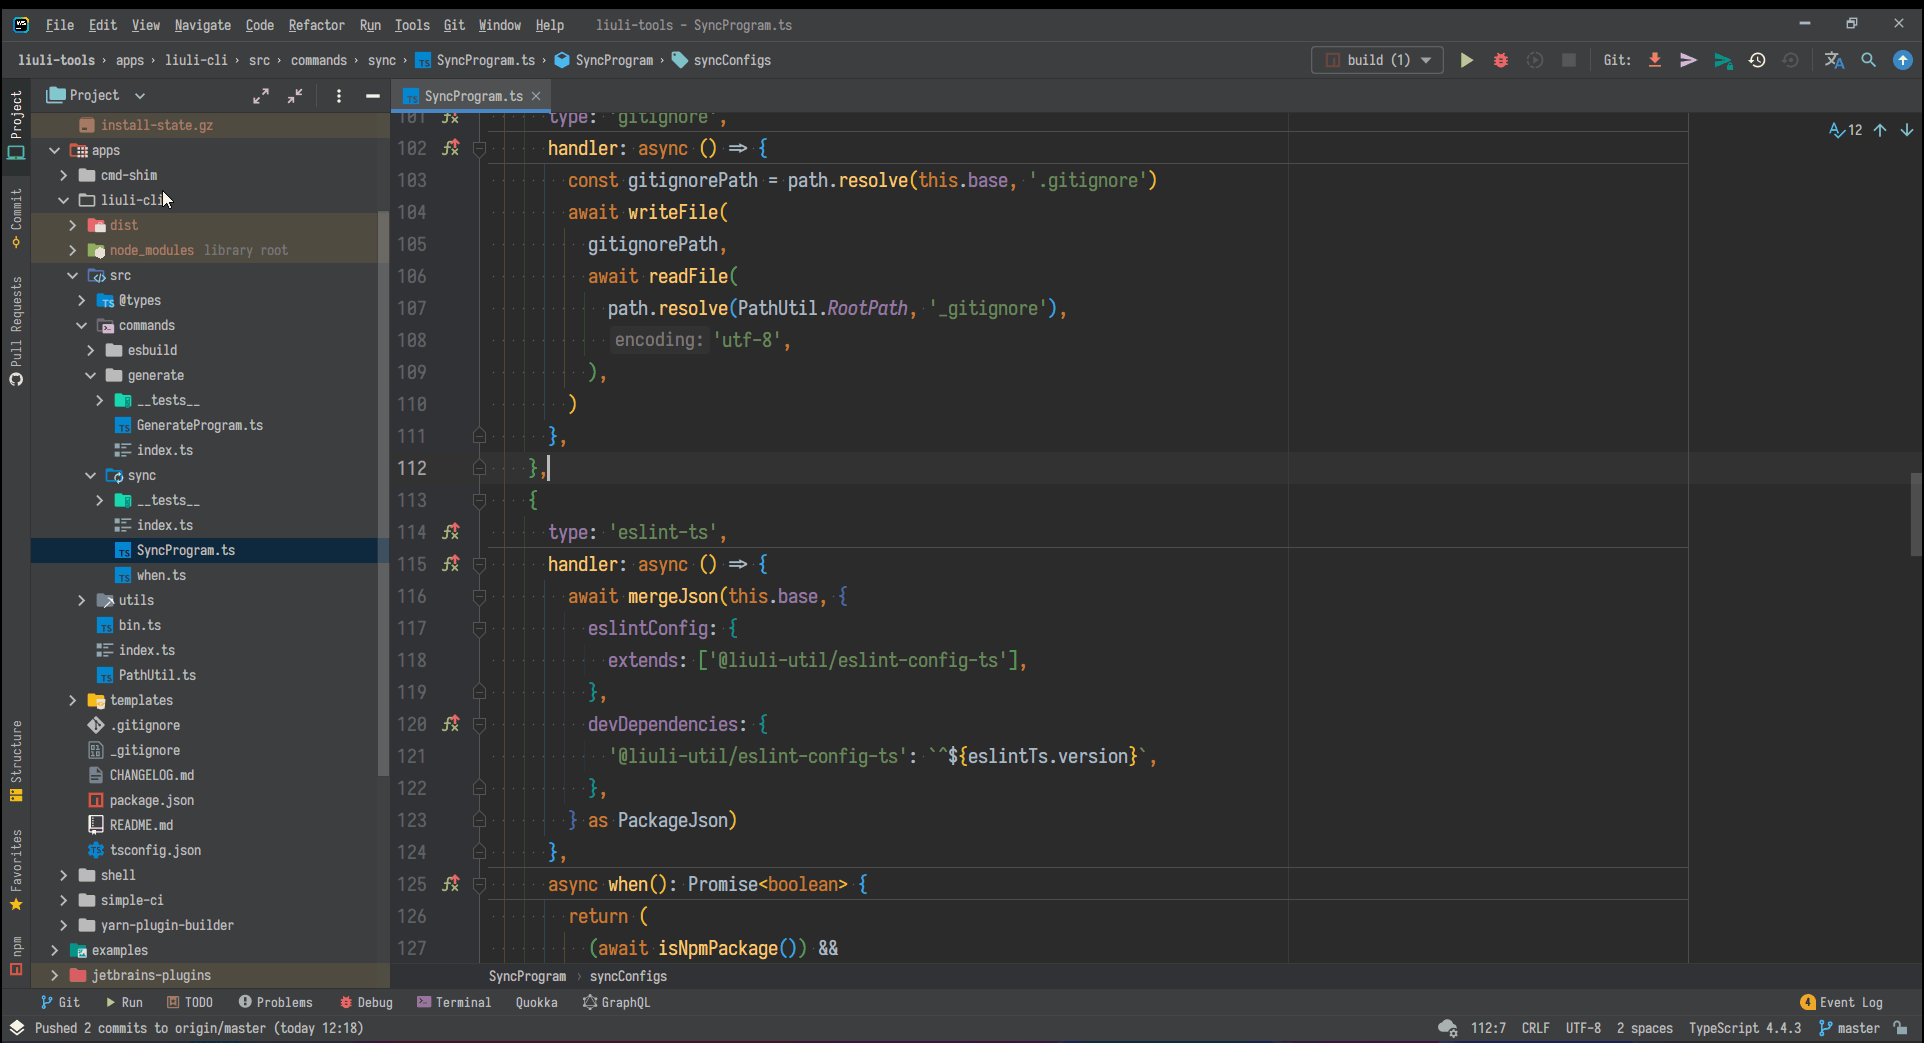 File Edit View Navigate Code Refactor Run Tools Git Window Help liuli-tools - SyncProgram.ts
liuli-tools › apps › liuli-cli › src › commands › sync › SyncProgram.ts › SyncProgram › syncConfigs
build (1)
Git:
Project
Commit
Pull Requests
Structure
Favorites
npm
Project
install-state.gz
apps
cmd-shim
liuli-cli
dist
node_modules library root
src
@types
commands
esbuild
generate
__tests__
GenerateProgram.ts
index.ts
sync
__tests__
index.ts
SyncProgram.ts
when.ts
utils
bin.ts
index.ts
PathUtil.ts
templates
.gitignore
_gitignore
CHANGELOG.md
package.json
README.md
tsconfig.json
shell
simple-ci
yarn-plugin-builder
examples
jetbrains-plugins
SyncProgram.ts
12
101 type: 'gitignore',
102 handler: async () ⇒ {
103 const gitignorePath = path.resolve(this.base, '.gitignore')
104 await writeFile(
105 gitignorePath,
106 await readFile(
107 path.resolve(PathUtil.RootPath, '_gitignore'),
108 encoding: 'utf-8',
109 ),
110 )
111 },
112 },
113 {
114 type: 'eslint-ts',
115 handler: async () ⇒ {
116 await mergeJson(this.base, {
117 eslintConfig: {
118 extends: ['@liuli-util/eslint-config-ts'],
119 },
120 devDependencies: {
121 '@liuli-util/eslint-config-ts': `^${eslintTs.version}`,
122 },
123 } as PackageJson)
124 },
125 async when(): Promise<boolean> {
126 return (
127 (await isNpmPackage()) &&
SyncProgram › syncConfigs
Git Run TODO Problems Debug Terminal Quokka GraphQL
4 Event Log
Pushed 2 commits to origin/master (today 12:18)
112:7 CRLF UTF-8 2 spaces TypeScript 4.4.3 master